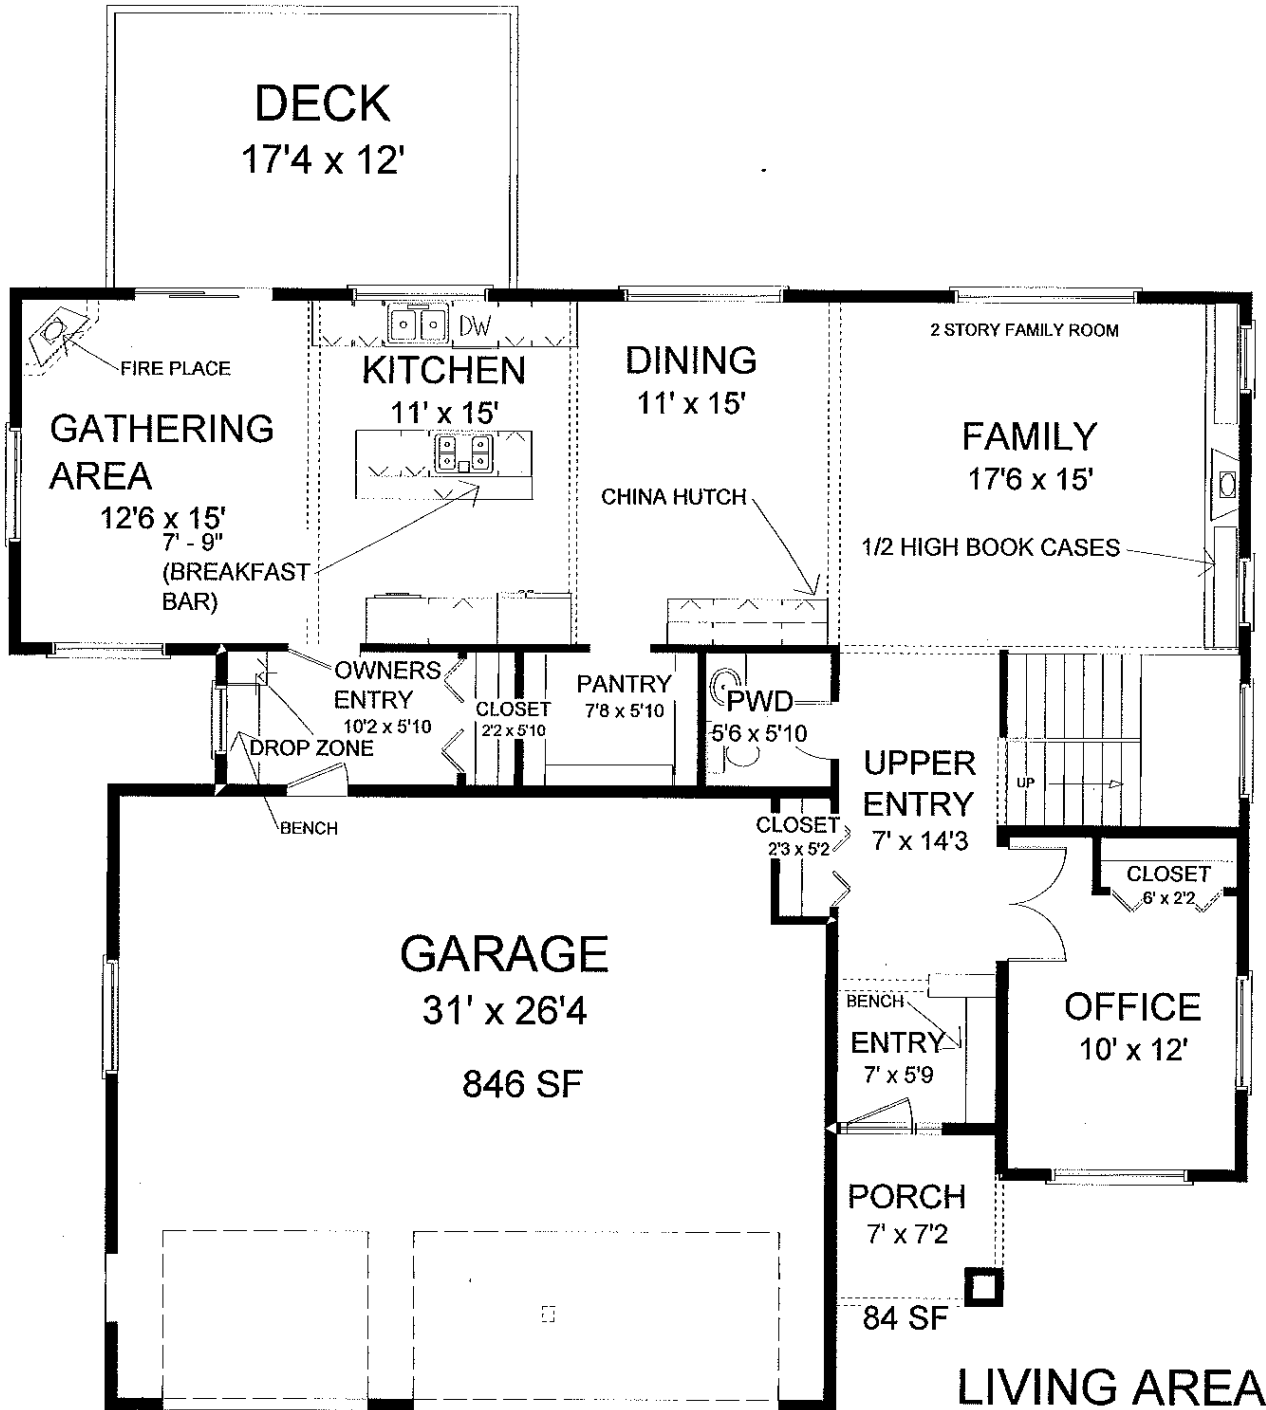 DECK
17'4 x 12'
2 STORY FAMILY ROOM
DW
FIRE PLACE
KITCHEN
11' x 15'
DINING
11' x 15'
GATHERING
AREA
12'6 x 15'
FAMILY
17'6 x 15'
CHINA HUTCH
7' - 9"
(BREAKFAST
BAR)
1/2 HIGH BOOK CASES
OWNERS
ENTRY
10'2 x 5'10
CLOSET
2'2 x 5'10
PANTRY
7'8 x 5'10
PWD
5'6 x 5'10
DROP ZONE
BENCH
UPPER
ENTRY
7' x 14'3
UP
CLOSET
2'3 x 5'2
CLOSET
6' x 2'2
GARAGE
31' x 26'4
846 SF
BENCH
ENTRY
7' x 5'9
OFFICE
10' x 12'
PORCH
7' x 7'2
84 SF
LIVING AREA